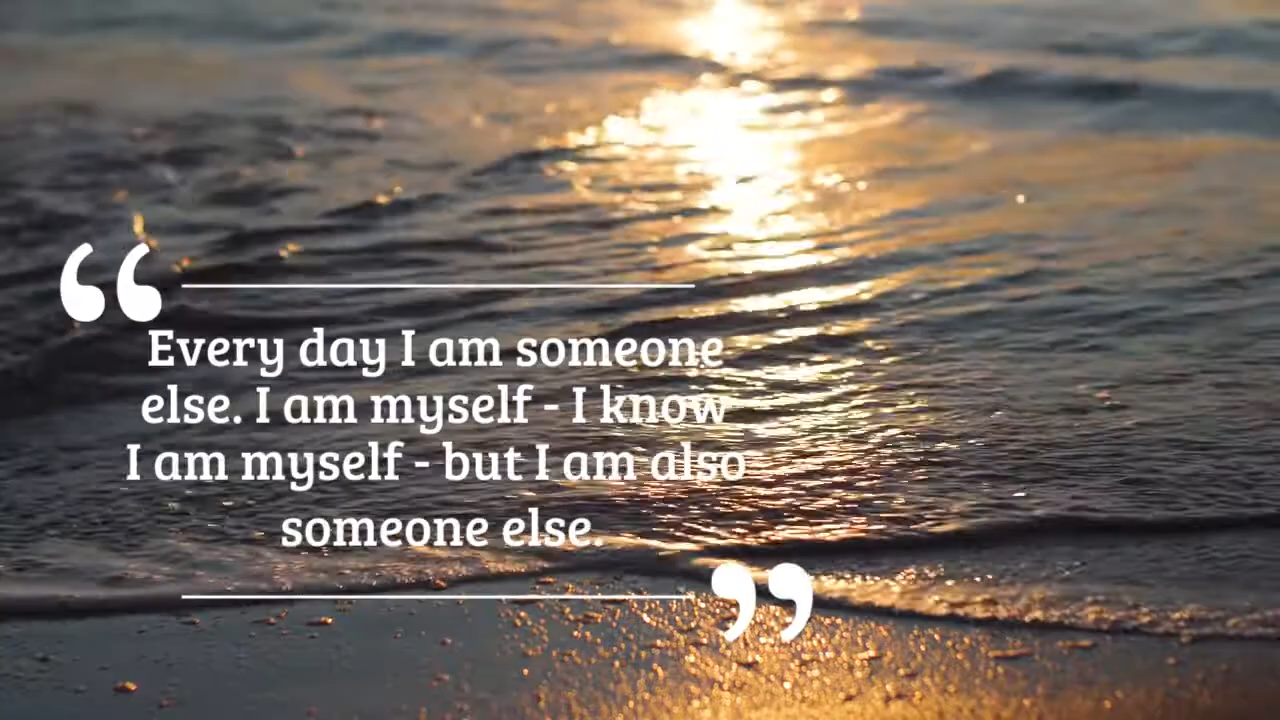 “
Every day I am someone
else. I am myself - I know
I am myself - but I am also
someone else.
”